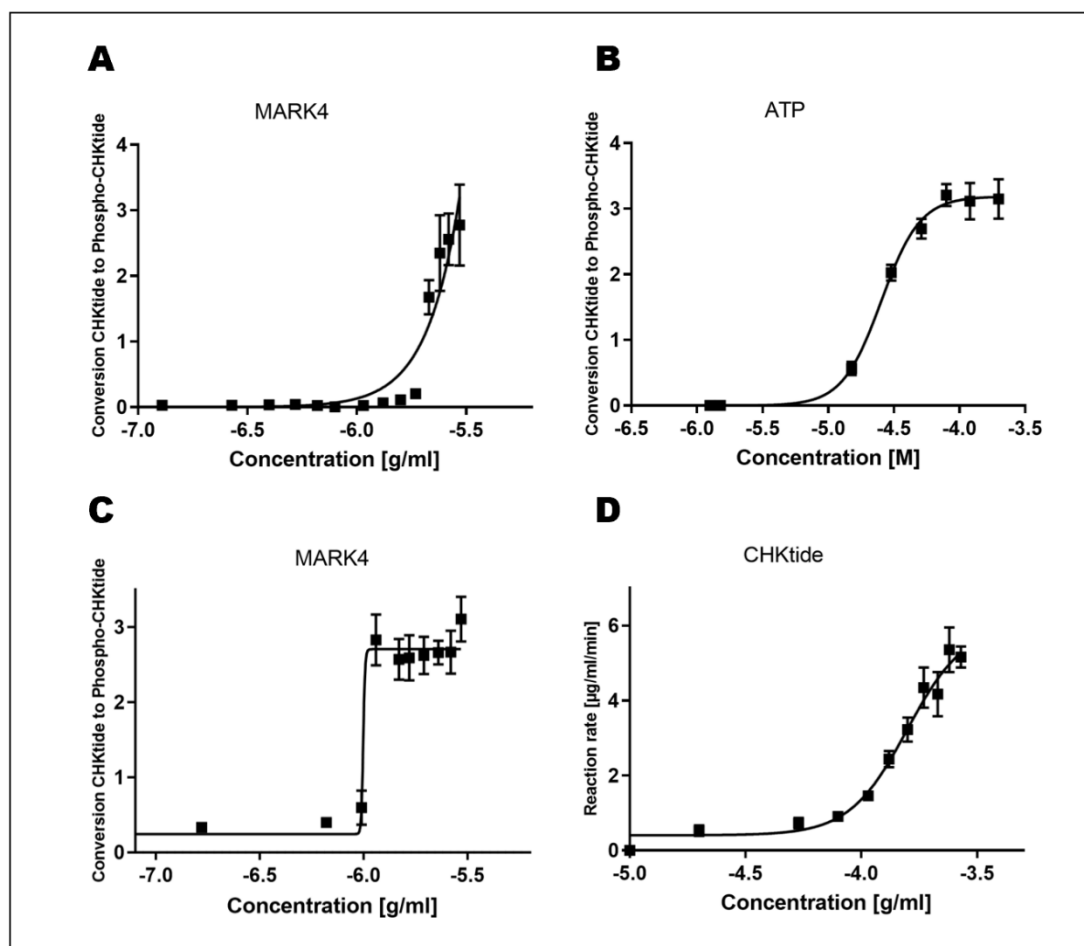 A
MARK4
Conversion CHKtide to Phospho-CHKtide
4
3
2
1
0
-7.0 -6.5 -6.0 -5.5
Concentration [g/ml]
B
ATP
Conversion CHKtide to Phospho-CHKtide
4
3
2
1
0
-6.5 -6.0 -5.5 -5.0 -4.5 -4.0 -3.5
Concentration [M]
C
MARK4
Conversion CHKtide to Phospho-CHKtide
3
2
1
0
-7.0 -6.5 -6.0 -5.5
Concentration [g/ml]
D
CHKtide
Reaction rate [µg/ml/min]
6
4
2
0
-5.0 -4.5 -4.0 -3.5
Concentration [g/ml]